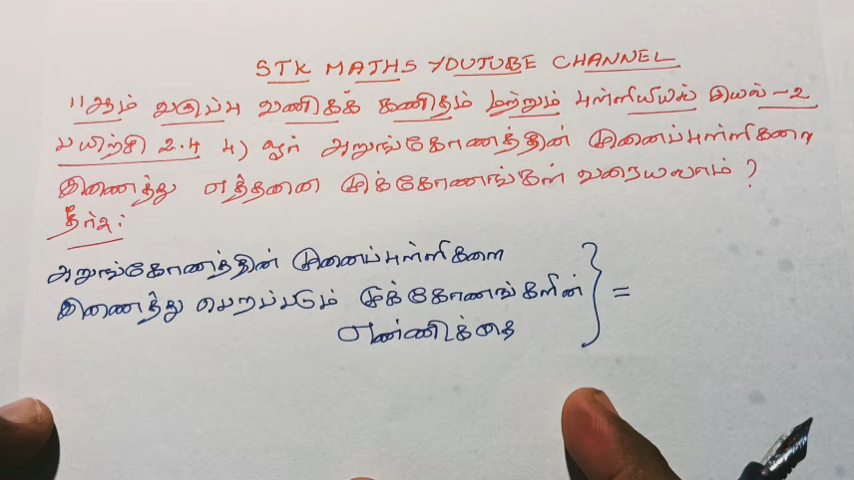 STK MATHS YOUTUBE CHANNEL
11ஆம் வகுப்பு வணிகக் கணிதம் மற்றும் புள்ளியியல் இயல் - 2
பயிற்சி 2.4 4) ஓர் அறுங்கோணத்தின் முனைப்புள்ளிகளை
இணைத்து எத்தனை முக்கோணங்கள் வரையலாம் ?
தீர்வு :
அறுங்கோணத்தின் முனைப்புள்ளிகளை
இணைத்து பெறப்படும் முக்கோணங்களின் } =
எண்ணிக்கை